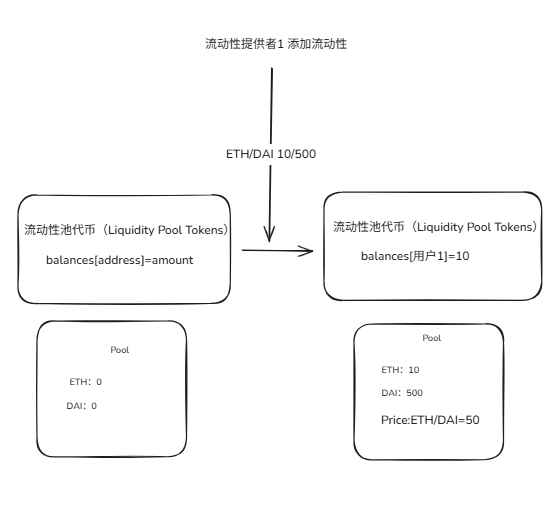 流动性提供者1 添加流动性
ETH/DAI 10/500
流动性池代币（Liquidity Pool Tokens）
balances[address]=amount
流动性池代币（Liquidity Pool Tokens）
balances[用户1]=10
Pool
ETH：0
DAI：0
Pool
ETH：10
DAI：500
Price:ETH/DAI=50